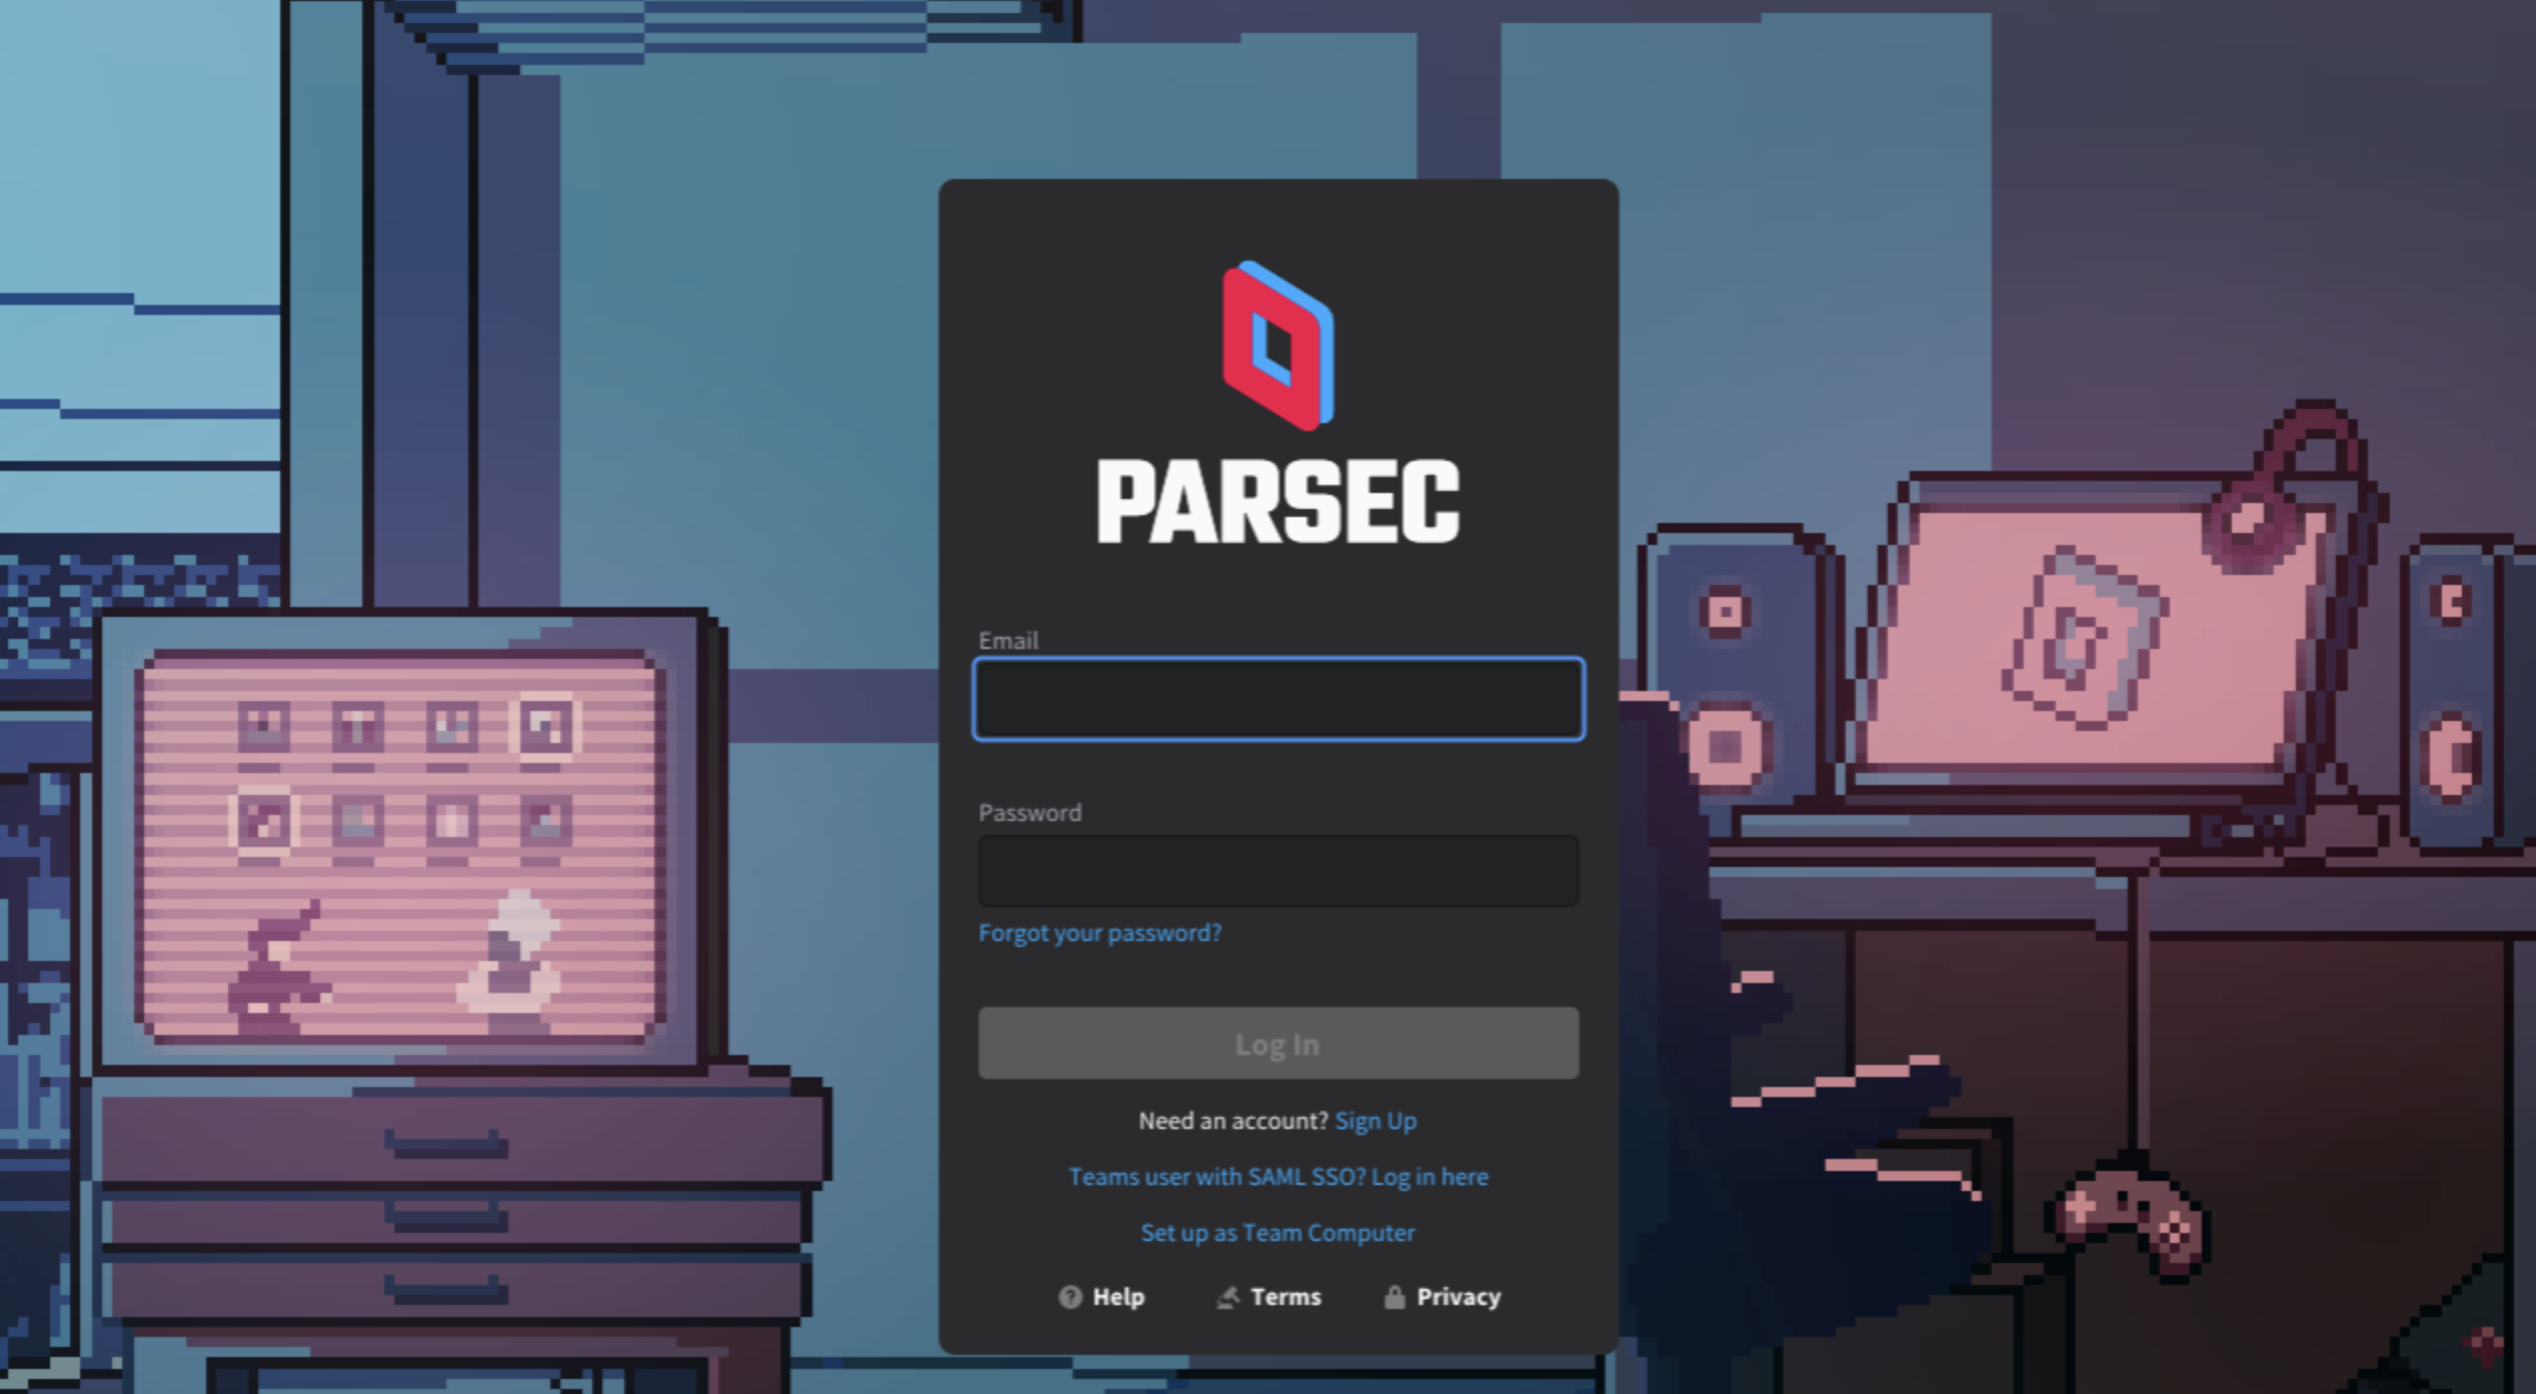 PARSEC
Email
Password
Forgot your password?
Log In
Need an account? Sign Up
Teams user with SAML SSO? Log in here
Set up as Team Computer
Help Terms Privacy